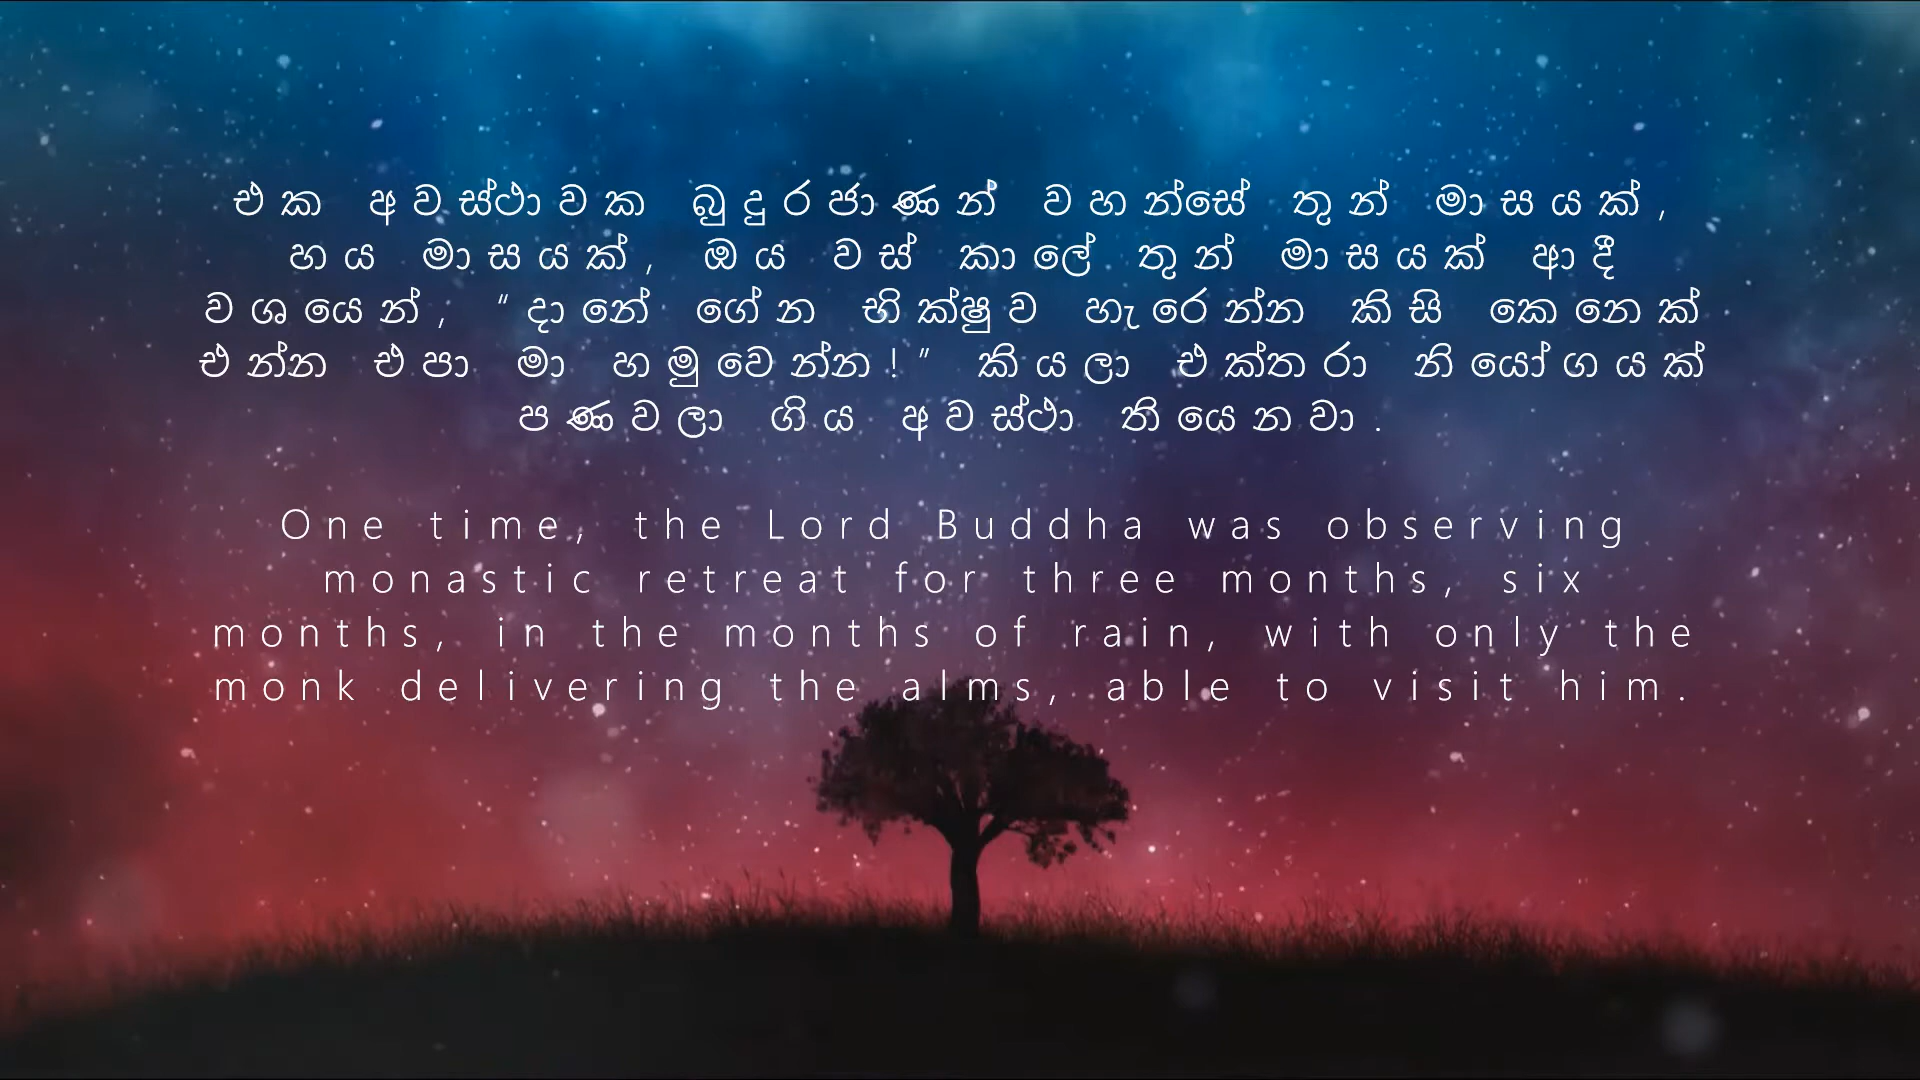 එක අවස්ථාවක බුදුරජාණන් වහන්සේ තුන් මාසයක්,
හය මාසයක්, ඔය වස් කාලේ තුන් මාසයක් ආදී
වශයෙන්, "දානේ ගේන භික්ෂුව හැරෙන්න කිසි කෙනෙක්
එන්න එපා මා හමුවෙන්න!" කියලා එක්තරා නියෝගයක්
පණවලා ගිය අවස්ථා තියෙනවා.
One time, the Lord Buddha was observing
monastic retreat for three months, six
months, in the months of rain, with only the
monk delivering the alms, able to visit him.